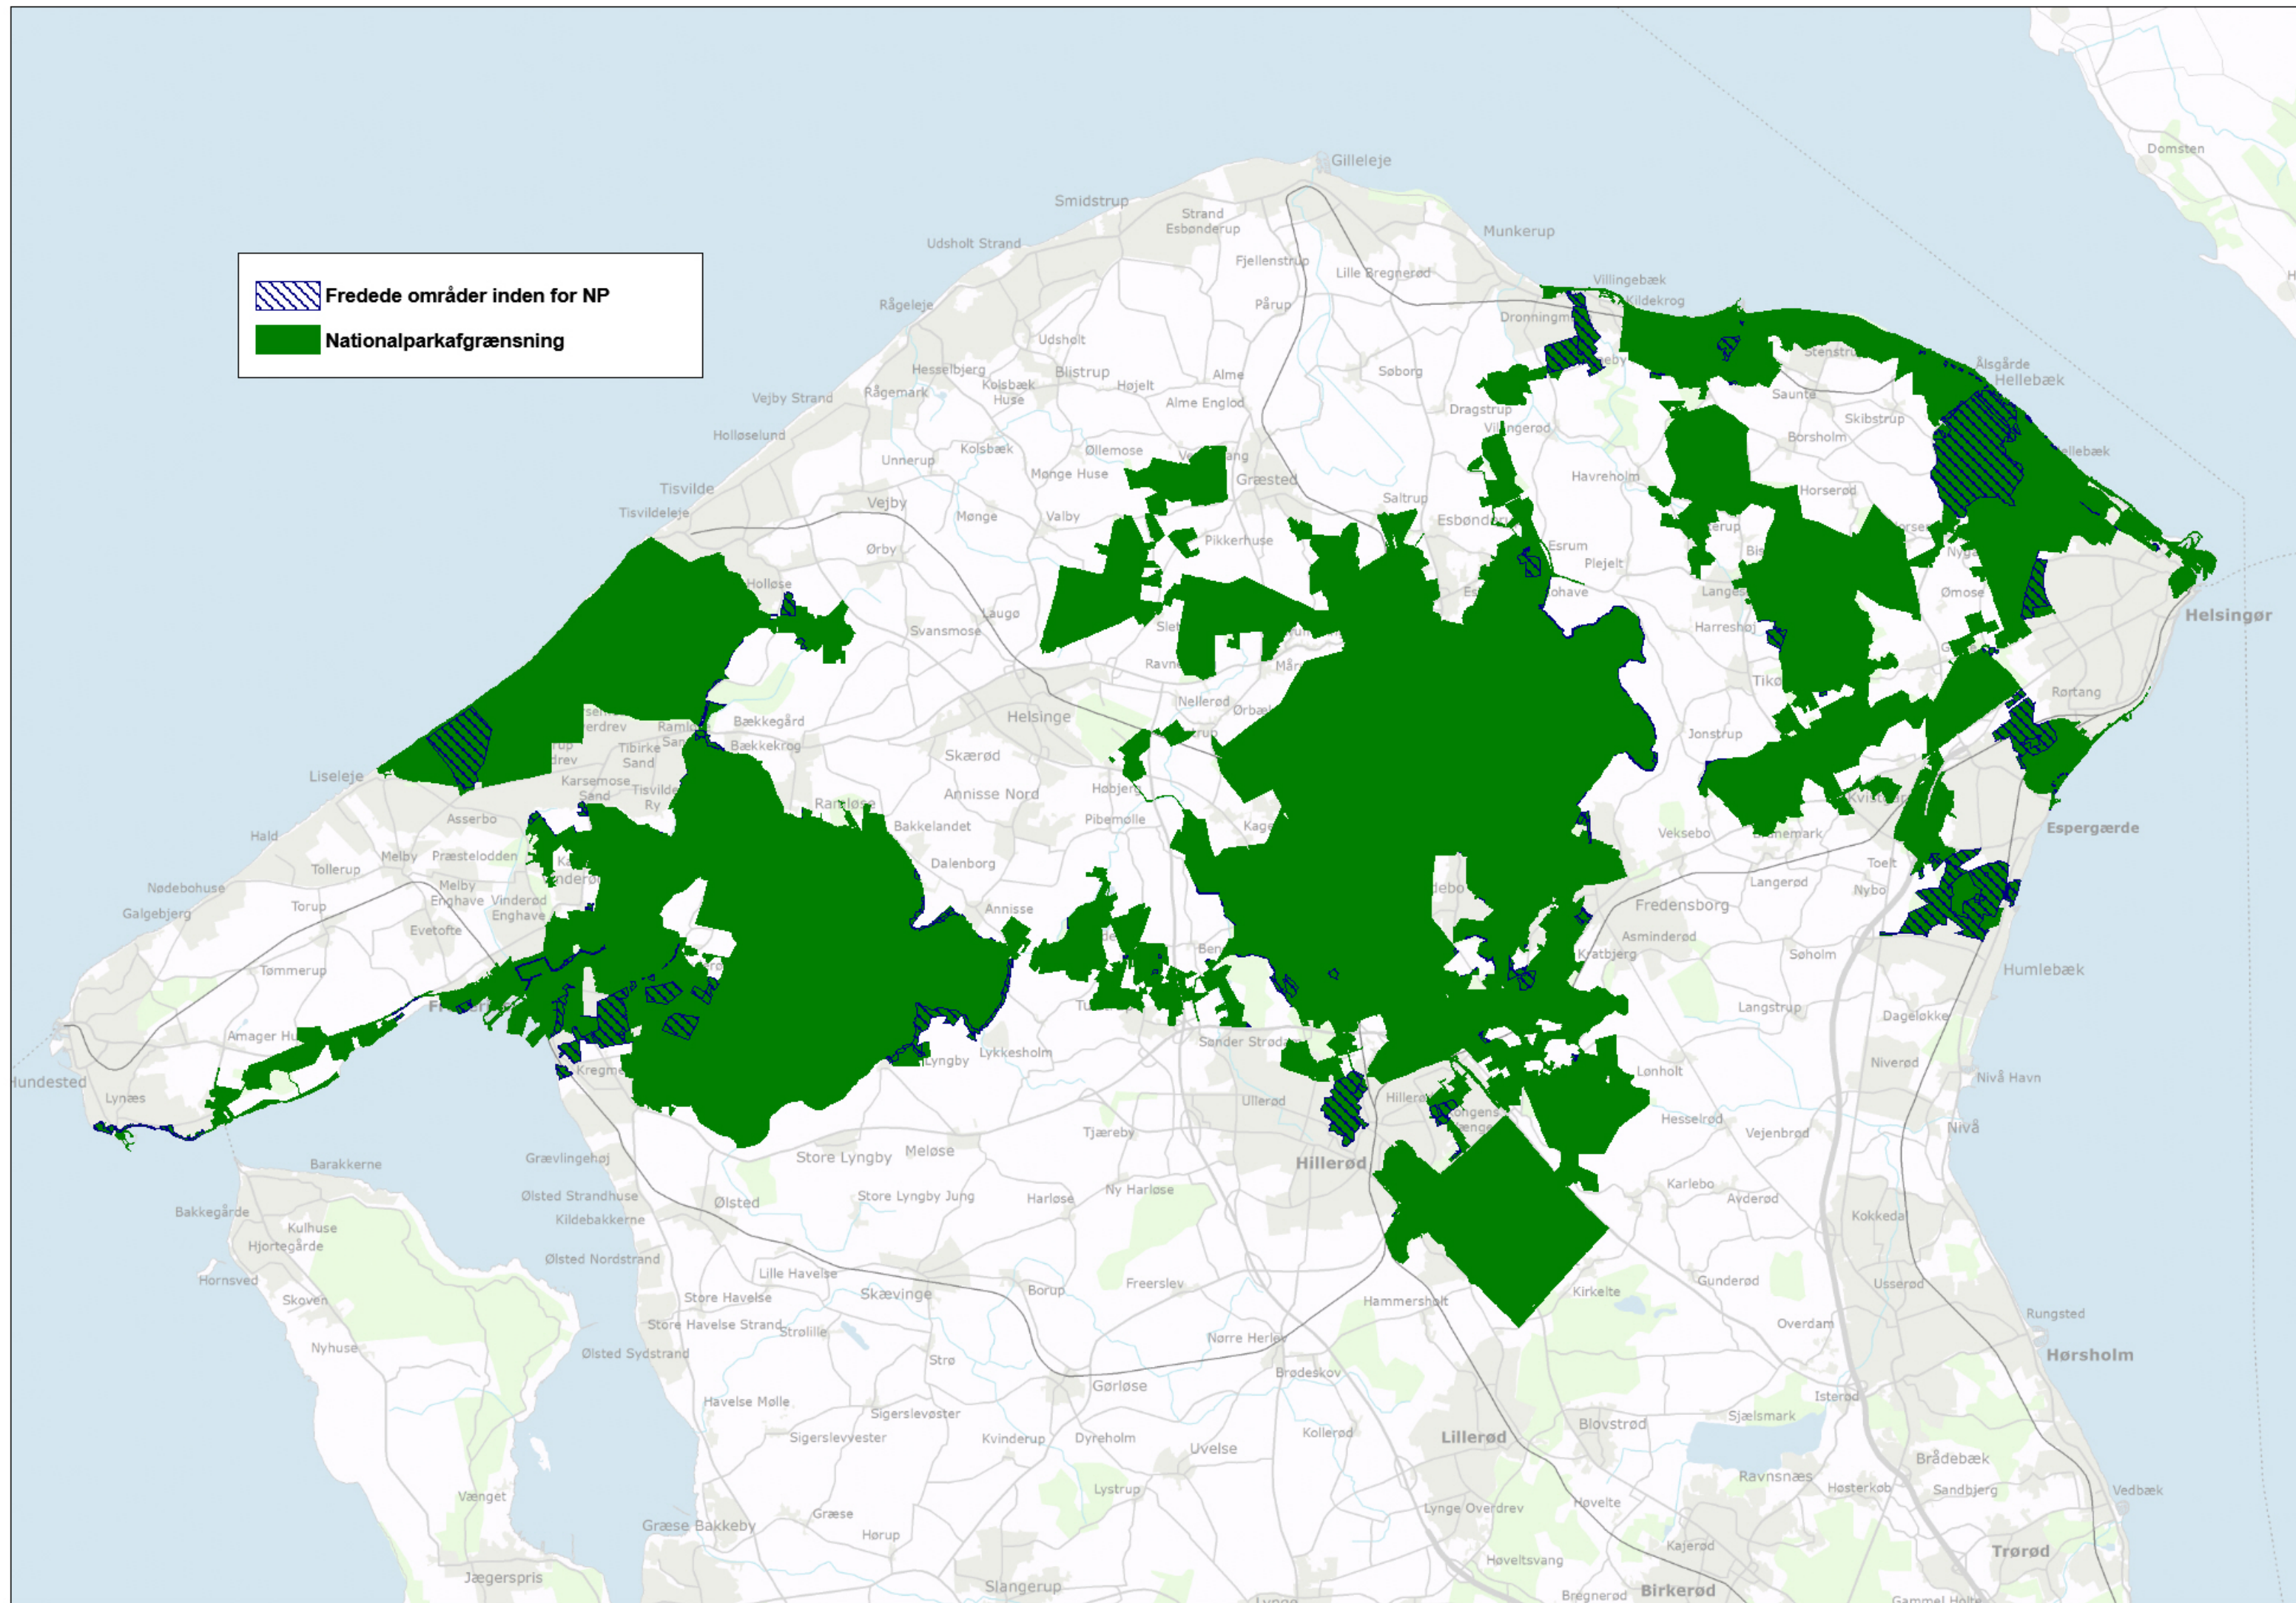 Domsten
Gilleleje
Smidstrup
Strand
Esbønderup
Munkerup
Udsholt Strand
Fjellenstrup
Lille Bregnerød
Villingebæk
Fredede områder inden for NP
Nationalparkafgrænsning
Rågeleje
Pårup
Kildekrog
Udsholt
Hesselbjerg
Kolsbæk
Huse
Blistrup
Højelt
Alme
Søborg
Ålsgårde
Hellebæk
Vejby Strand
Rågemark
Alme Englod
Dragstrup
Saunte
Skibstrup
Holløselund
Borsholm
Unnerup
Kolsbæk
Øllemose
Mønge Huse
Græsted
Havreholm
Horserød
Tisvilde
Tisvildeleje
Vejby
Mønge
Valby
Saltrup
Ørby
Pikkerhuse
Esrum
Plejelt
Holløse
Laugø
Svansmose
Ømose
Helsingør
Harreshøj
Nellerød
Rørtang
Helsinge
Bækkegård
Bækkekrog
Tibirke
Sand
Skærød
Jonstrup
Liseleje
Karsemose
Sand
Tisvilde
Ry
Annisse Nord
Høbjerg
Asserbo
Hald
Bakkelandet
Pibemølle
Veksebo
Espergærde
Melby
Præstelodden
Tollerup
Dalenborg
Toelt
Nødebohuse
Melby
Enghave
Vinderød
Enghave
Langerød
Nybo
Galgebjerg
Torup
Annisse
Fredensborg
Evetofte
Asminderød
Søholm
Kratbjerg
Tømmerup
Humlebæk
Langstrup
Dageløkke
Lykkesholm
Lyngby
Niverød
Hundested
Lynæs
Ullerød
Lønholt
Nivå Havn
Tjæreby
Hesselrød
Vejenbrød
Nivå
Meløse
Store Lyngby
Barakkerne
Grævlingehøj
Hillerød
Ølsted Strandhuse
Kildebakkerne
Ølsted
Store Lyngby Jung
Harløse
Ny Harløse
Karlebo
Avderød
Bakkegårde
Kulhuse
Hjortegårde
Kokkedal
Ølsted Nordstrand
Lille Havelse
Hornsved
Skoven
Store Havelse
Skævinge
Borup
Freerslev
Hammersholt
Kirkelte
Gunderød
Usserød
Store Havelse Strand
Strølille
Rungsted
Nyhuse
Ølsted Sydstrand
Strø
Nørre Herlev
Overdam
Hørsholm
Brødeskov
Gørløse
Havelse Mølle
Isterød
Sigerslevøster
Sigerslevvester
Kvinderup
Dyreholm
Uvelse
Kollerød
Lillerød
Blovstrød
Sjælsmark
Brådebæk
Ravnsnæs
Høsterkøb
Sandbjerg
Vedbæk
Vænget
Lystrup
Lynge Overdrev
Høvelte
Græse Bakkeby
Græse
Hørup
Kajerød
Trørød
Høveltsvang
Jægerspris
Slangerup
Bregnerød
Birkerød
Gammel Holte